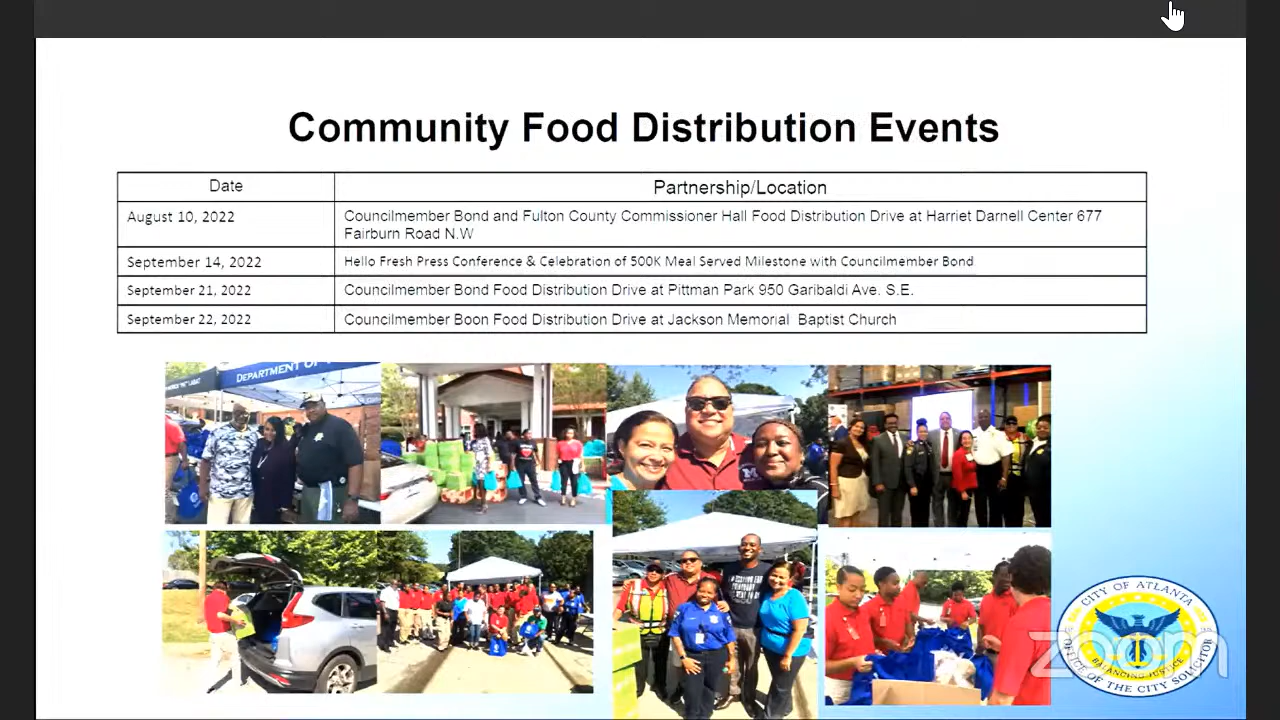 Community Food Distribution Events
Date
Partnership/Location
August 10, 2022
Councilmember Bond and Fulton County Commissioner Hall Food Distribution Drive at Harriet Darnell Center 677
Fairburn Road N.W
September 14, 2022
Hello Fresh Press Conference & Celebration of 500K Meal Served Milestone with Councilmember Bond
September 21, 2022
Councilmember Bond Food Distribution Drive at Pittman Park 950 Garibaldi Ave. S.E.
September 22, 2022
Councilmember Boon Food Distribution Drive at Jackson Memorial Baptist Church
DEPARTMENT OF
CITY OF ATLANTA
zoom
BALANCING JUSTICE
OFFICE OF THE CITY SOLICITOR